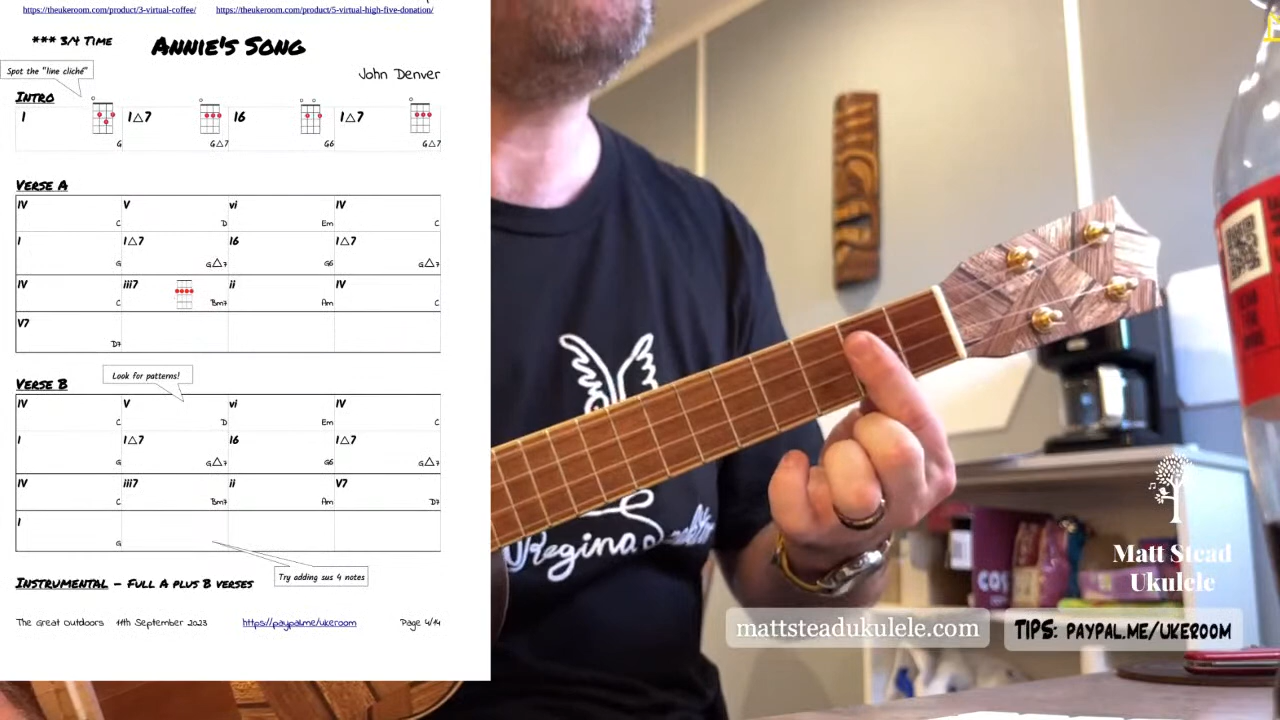 https://theukeroom.com/product/3-virtual-coffee/ https://theukeroom.com/product/5-virtual-high-five-donation/
*** 3/4 Time
Annie's Song
Spot the "line cliché"
John Denver
Intro
I I△7 I6 I△7
G G△7 G6 G△7
Verse A
IV V vi IV
C D Em C
I I△7 I6 I△7
G G△7 G6 G△7
IV iii7 ii IV
C Bm7 Am C
V7
D7
Look for patterns!
Verse B
IV V vi IV
C D Em C
I I△7 I6 I△7
G G△7 G6 G△7
IV iii7 ii V7
C Bm7 Am D7
I
G
Try adding sus 4 notes
Instrumental – Full A plus B verses
The Great Outdoors 11th September 2023 https://paypal.me/ukeroom Page 4/14
Regina
Matt Stead
Ukulele
mattsteadukulele.com
TIPS: PAYPAL.ME/UKEROOM